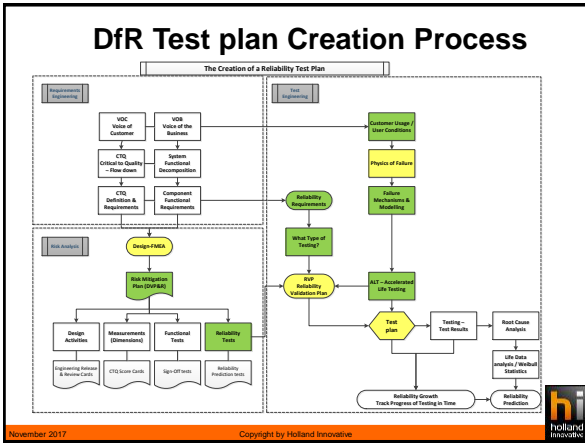 DfR Test plan Creation Process
The Creation of a Reliability Test Plan
Requirements
Engineering
Test
Engineering
VOC
Voice of
Customer
VOB
Voice of the
Business
Customer Usage /
User Conditions
CTQ
Critical to Quality
– Flow down
System
Functional
Decomposition
Physics of Failure
CTQ
Definition &
Requirements
Component
Functional
Requirements
Reliability
Requirements
Failure
Mechanisms &
Modelling
Risk Analysis
Design-FMEA
What Type of
Testing?
Risk Mitigation
Plan (DVP&R)
RVP
Reliability
Validation Plan
ALT – Accelerated
Life Testing
Design
Activities
Measurements
(Dimensions)
Functional
Tests
Reliability
Tests
Test
plan
Testing –
Test Results
Root Cause
Analysis
Engineering Release
& Review Cards
CTQ Score Cards
Sign-Off tests
Reliability
Prediction tests
Life Data
analysis / Weibull
Statistics
Reliability Growth
Track Progress of Testing in Time
Reliability
Prediction
November 2017
Copyright by Holland Innovative
hi
holland
innovative